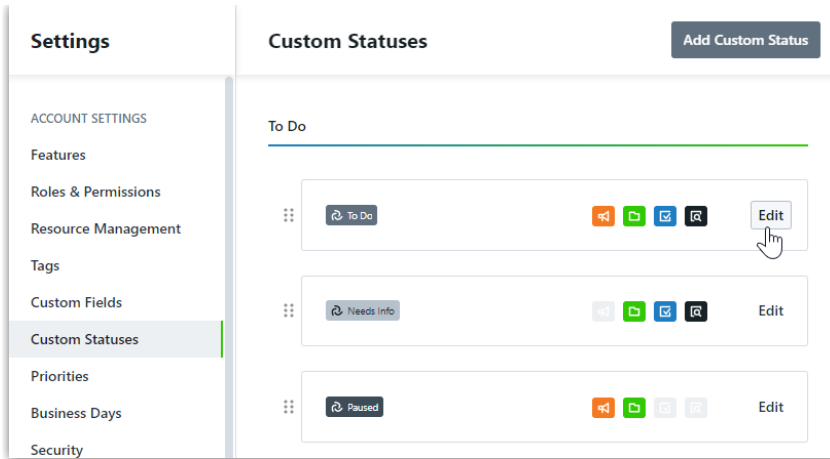 Settings
Custom Statuses
Add Custom Status
ACCOUNT SETTINGS
Features
Roles & Permissions
Resource Management
Tags
Custom Fields
Custom Statuses
Priorities
Business Days
Security
To Do
To Do
Edit
Needs Info
Edit
Paused
Edit